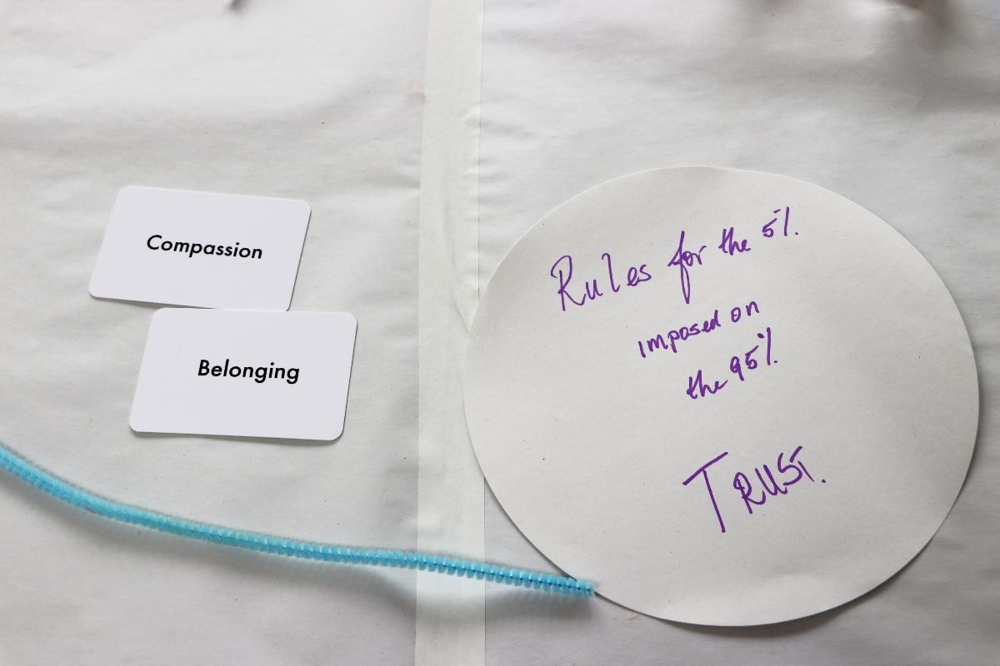 Compassion
Belonging
Rules for the 5%.
imposed on
the 95%.
TRUST.